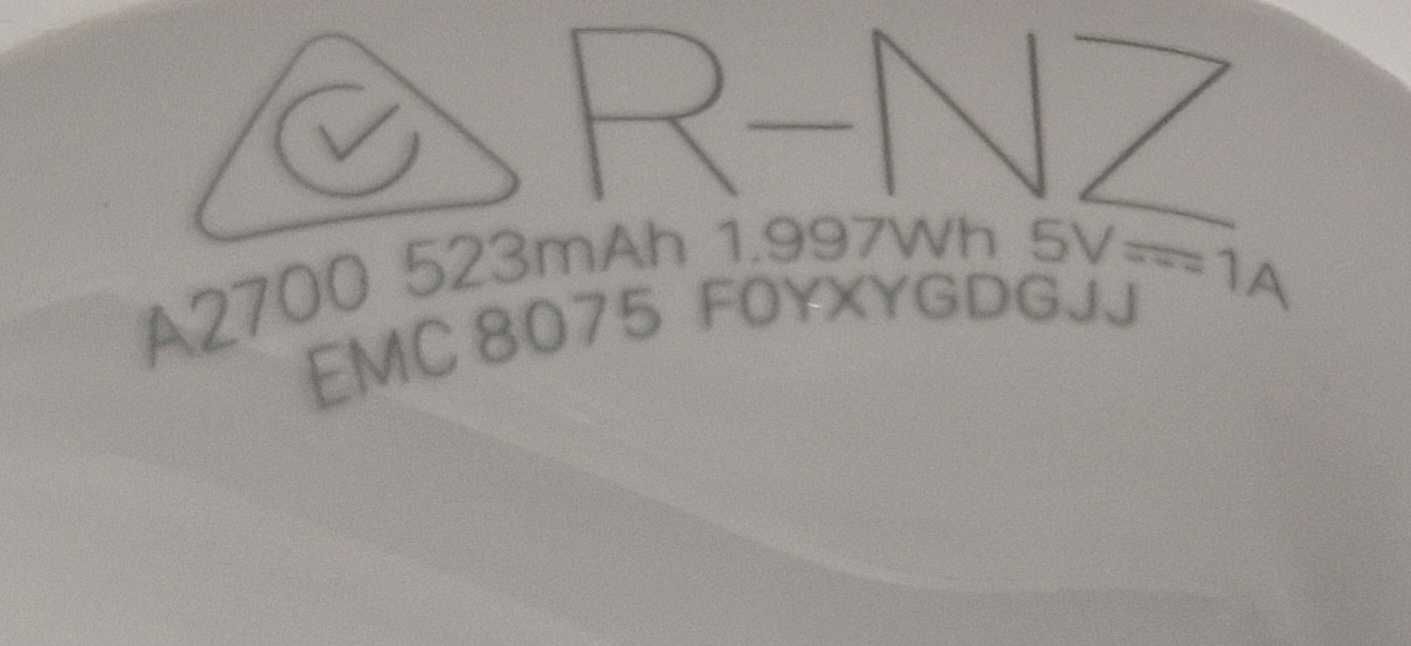 R-NZ
A2700 523mAh 1.997Wh 5V⎓1A
EMC 8075 F0YXYGDGJJ